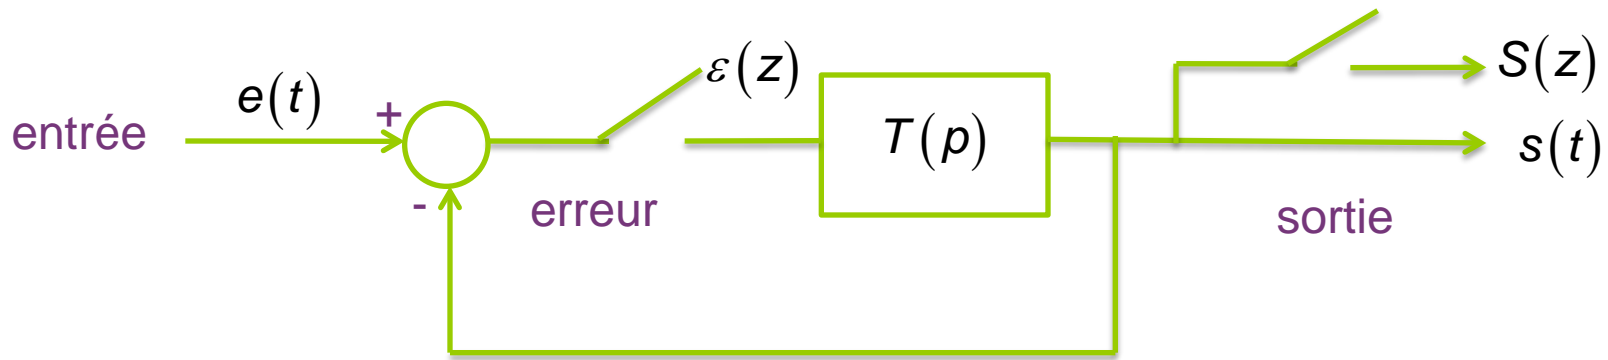 entrée
e(t)
+
-
erreur
ε(z)
T(p)
sortie
S(z)
s(t)